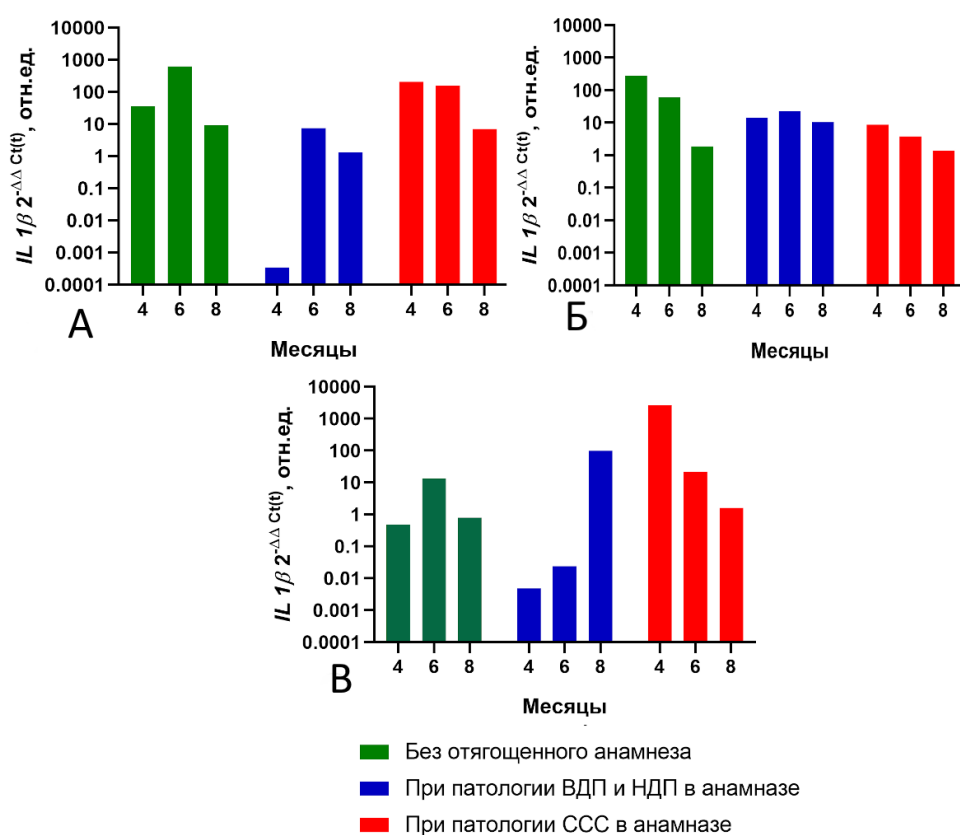 IL 1β 2^-ΔΔ Ct(t), отн.ед.
10000
1000
100
10
1
0.1
0.01
0.001
0.0001
4 6 8 4 6 8 4 6 8
А
Месяцы
IL 1β 2^-ΔΔ Ct(t), отн.ед.
10000
1000
100
10
1
0.1
0.01
0.001
0.0001
4 6 8 4 6 8 4 6 8
Б
Месяцы
IL 1β 2^-ΔΔ Ct(t), отн.ед.
10000
1000
100
10
1
0.1
0.01
0.001
0.0001
4 6 8 4 6 8 4 6 8
В
Месяцы
Без отягощенного анамнеза
При патологии ВДП и НДП в анамназе
При патологии ССС в анамназе